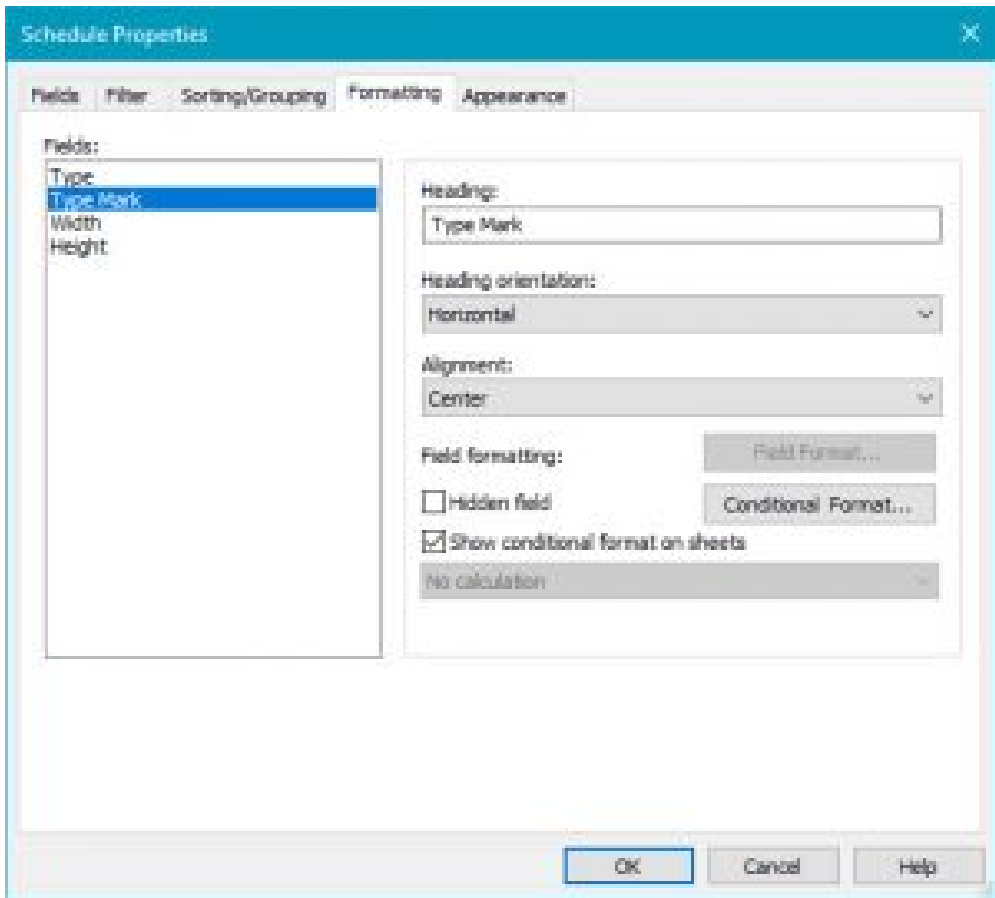 Schedule Properties
Fields Filter Sorting/Grouping Formatting Appearance
Fields:
Type
Type Mark
Width
Height
Heading:
Type Mark
Heading orientation:
Horizontal
Alignment:
Center
Field formatting:
Field Format...
Hidden field
Conditional Format...
Show conditional format on sheets
No calculation
OK Cancel Help